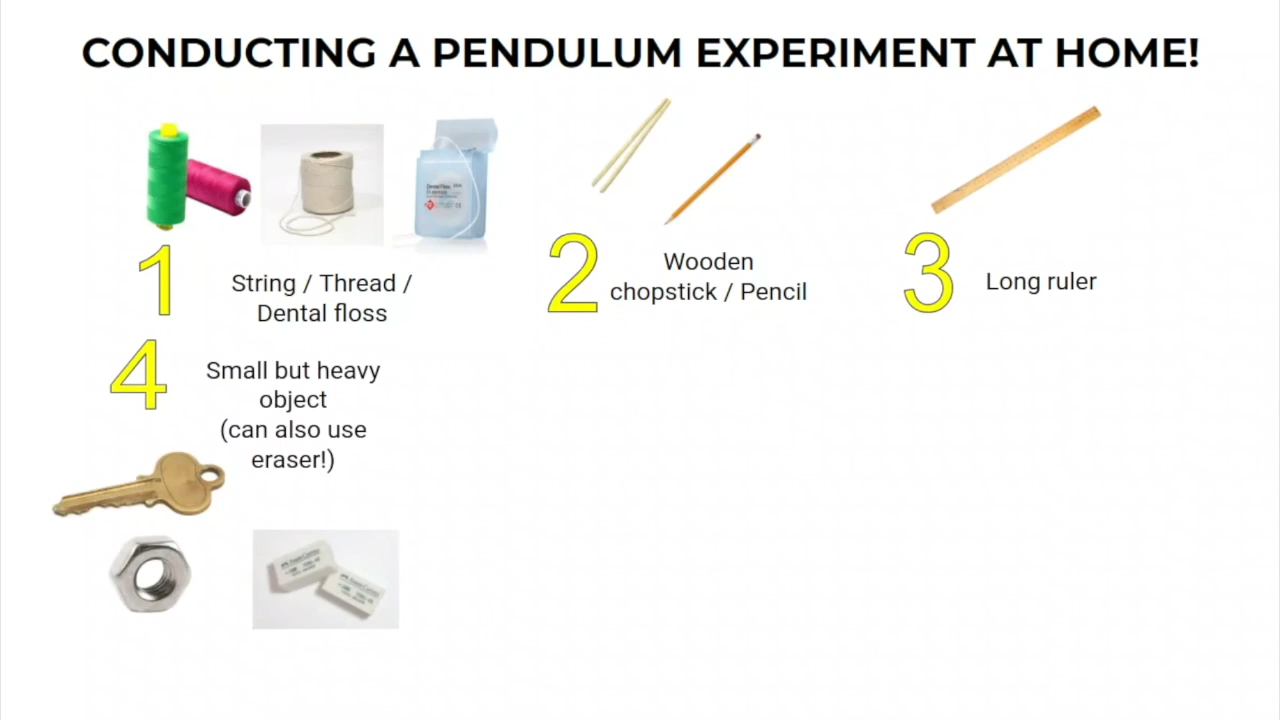 CONDUCTING A PENDULUM EXPERIMENT AT HOME!
1
String / Thread /
Dental floss
2
Wooden
chopstick / Pencil
3
Long ruler
4
Small but heavy
object
(can also use
eraser!)